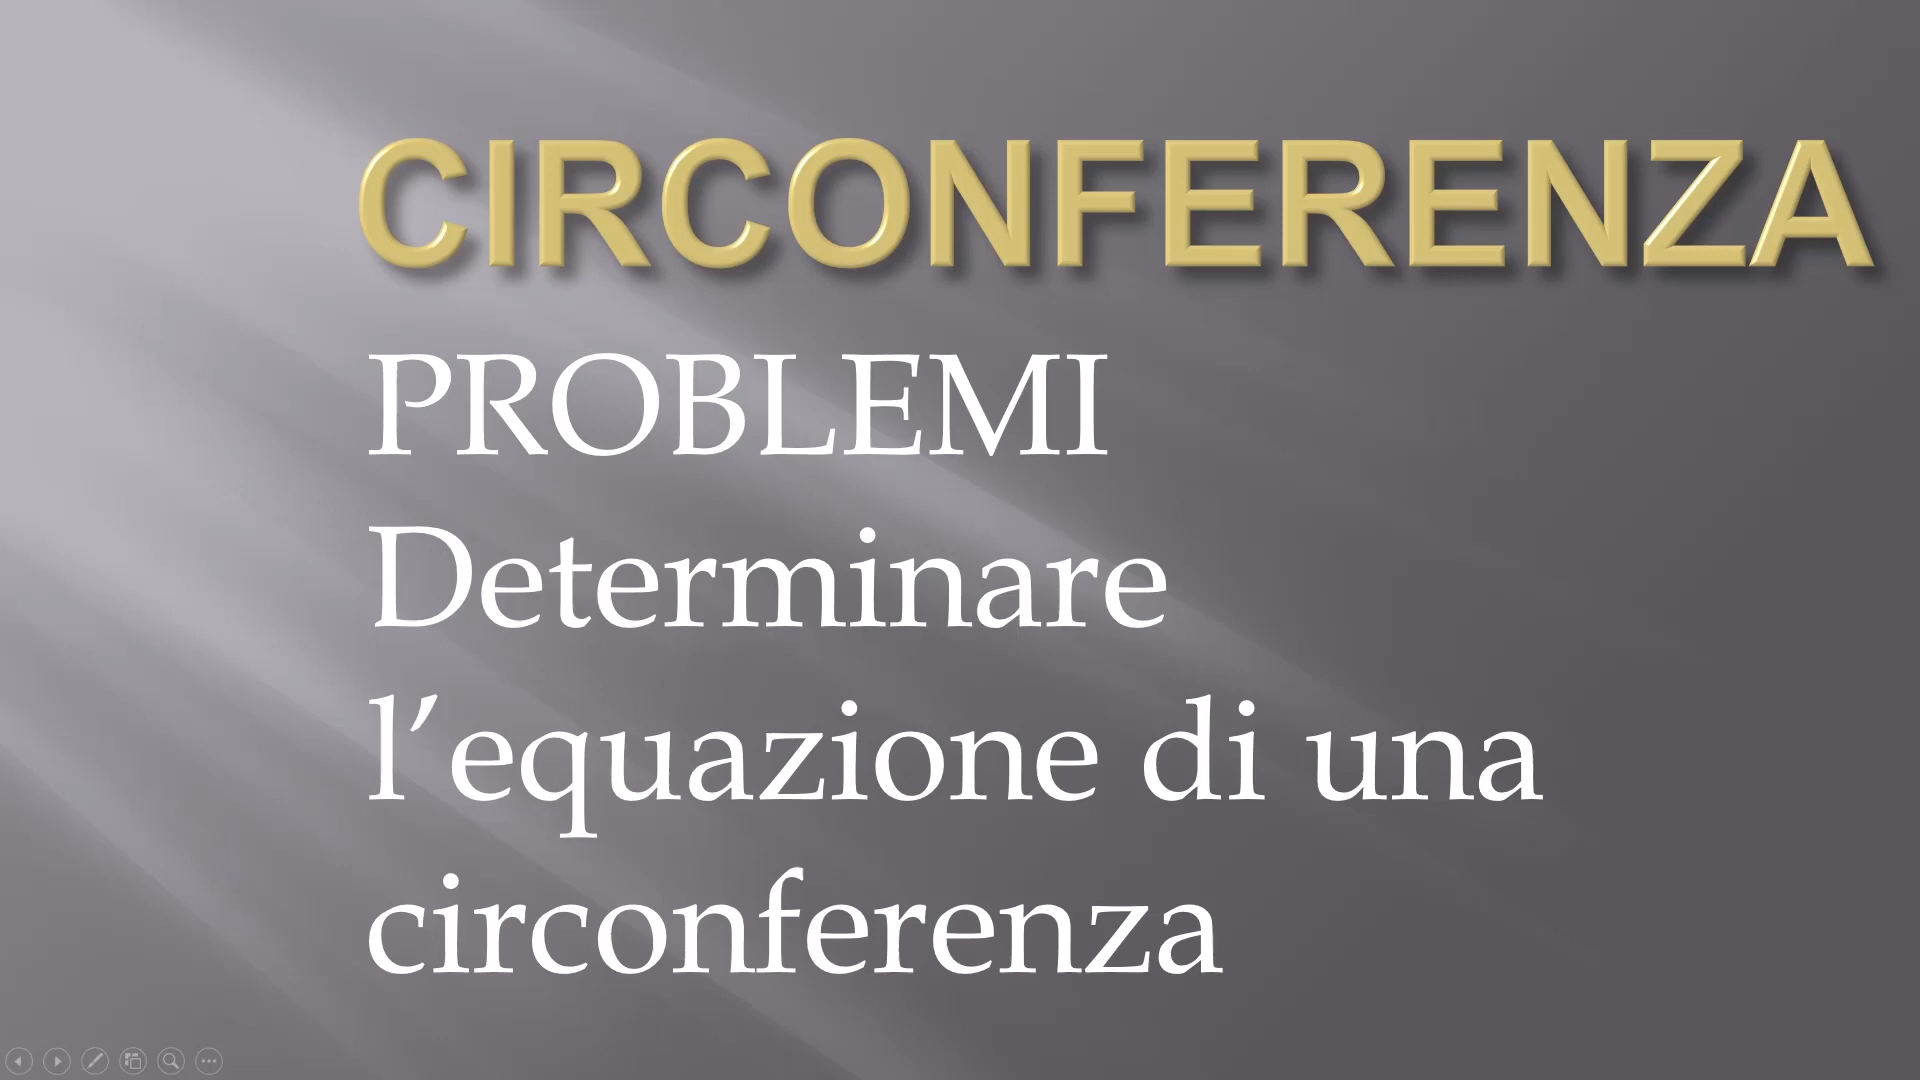 CIRCONFERENZA
PROBLEMI
Determinare
l’equazione di una
circonferenza